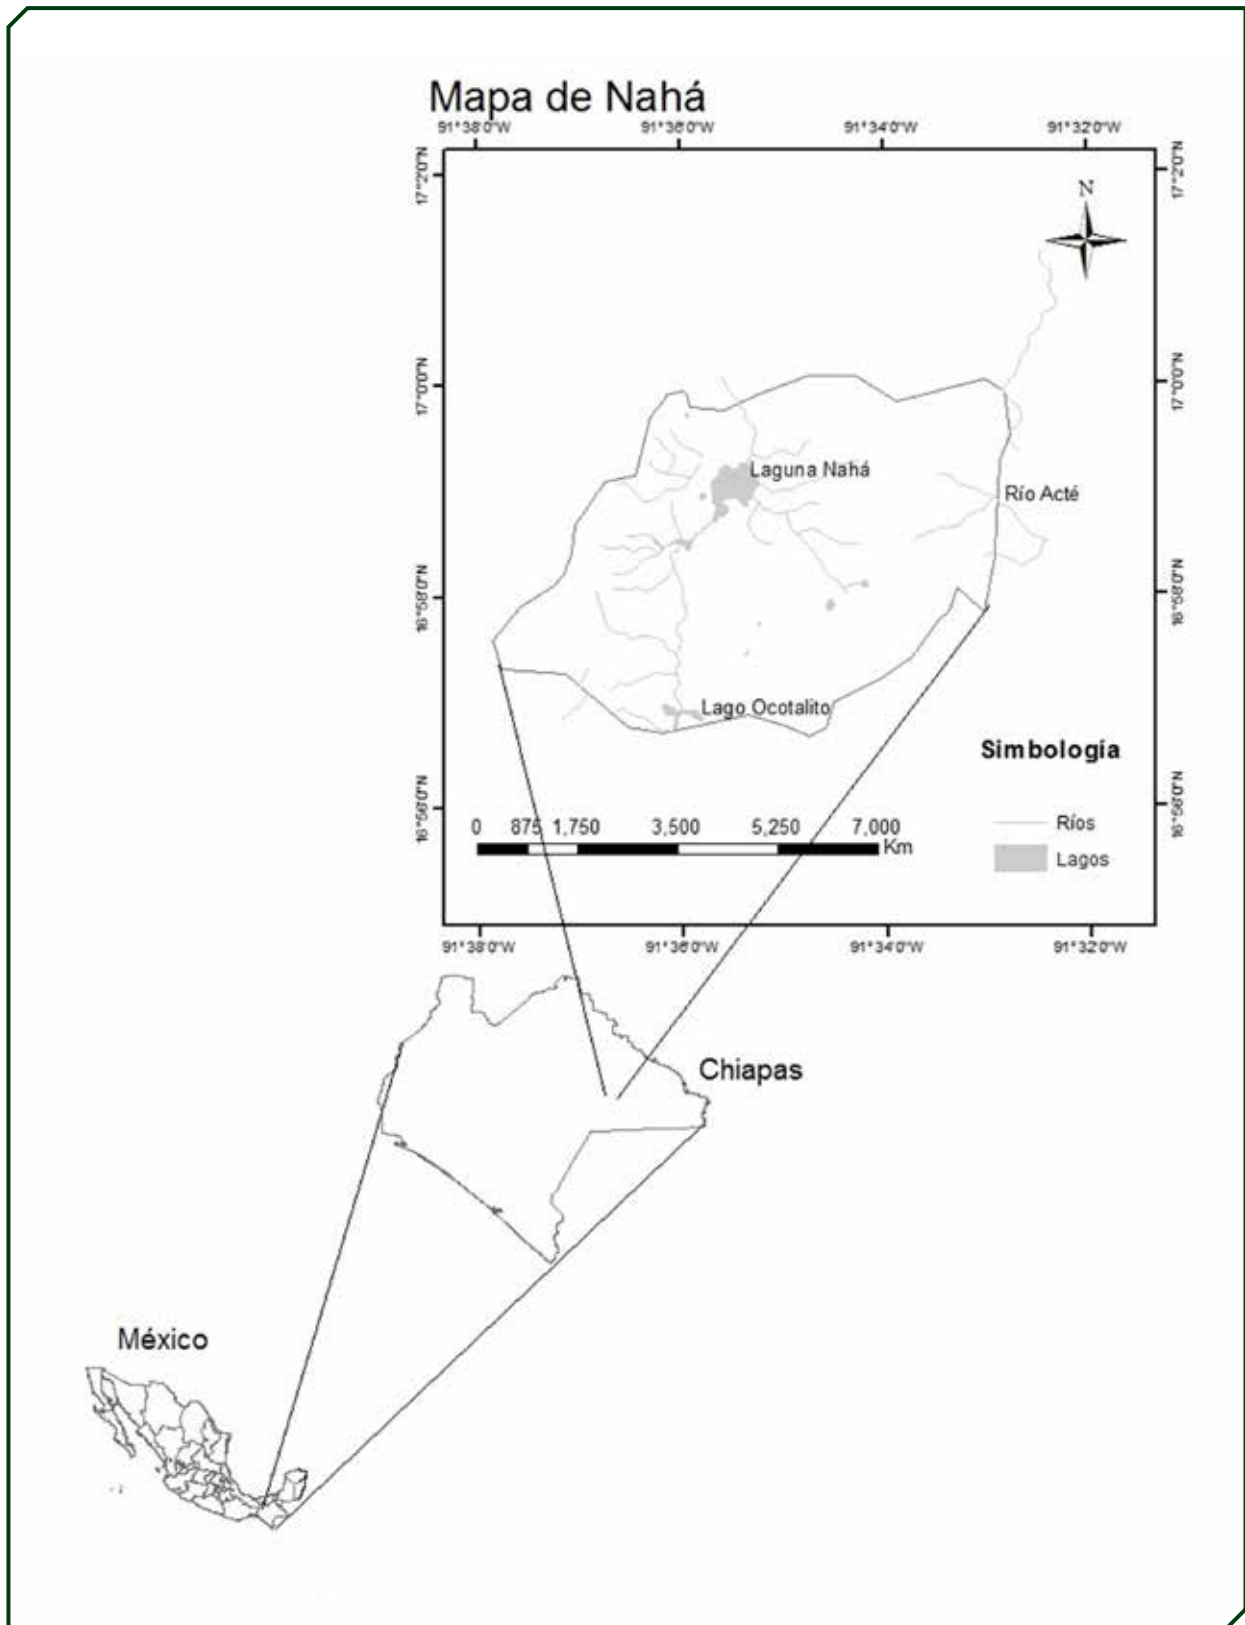 Mapa de Nahá
91°38'0"W 91°36'0"W 91°34'0"W 91°32'0"W
17°2'0"N 17°2'0"N
N
17°0'0"N 17°0'0"N
Laguna Nahá
Río Acté
16°58'0"N 16°58'0"N
Lago Ocotalito
Simbología
16°56'0"N 16°56'0"N
0 875 1,750 3,500 5,250 7,000
Km
Ríos
Lagos
91°38'0"W 91°36'0"W 91°34'0"W 91°32'0"W
Chiapas
México